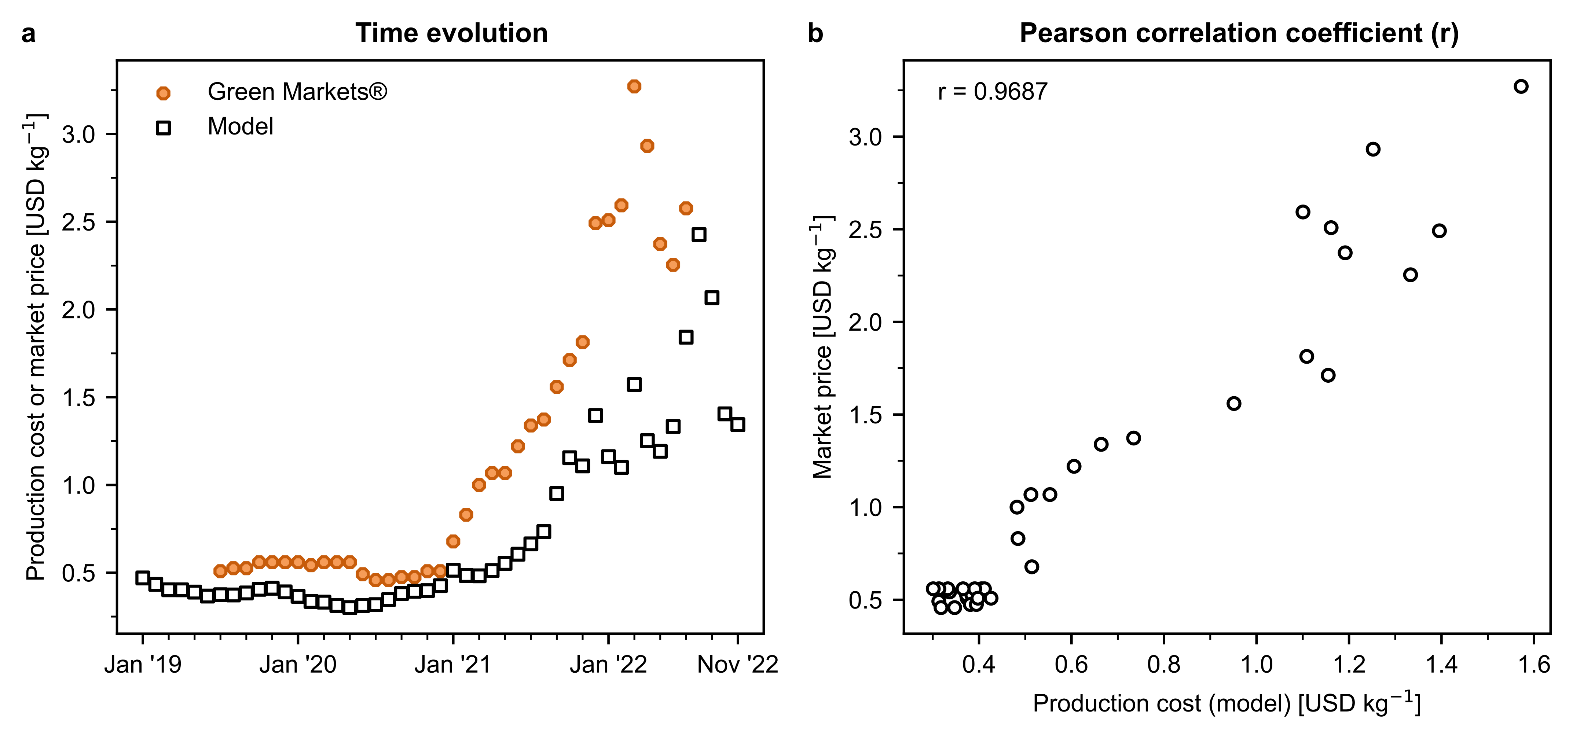 a
Time evolution
Production cost or market price [USD kg⁻¹]
3.0
2.5
2.0
1.5
1.0
0.5
Green Markets®
Model
Jan '19
Jan '20
Jan '21
Jan '22
Nov '22
b
Pearson correlation coefficient (r)
Market price [USD kg⁻¹]
3.0
2.5
2.0
1.5
1.0
0.5
r = 0.9687
0.4
0.6
0.8
1.0
1.2
1.4
1.6
Production cost (model) [USD kg⁻¹]